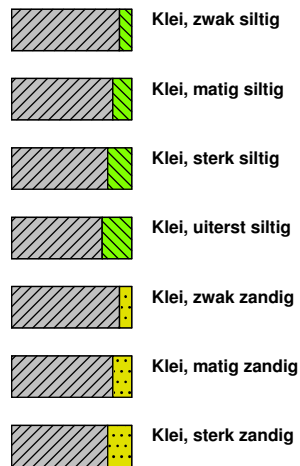 Klei, zwak siltig
Klei, matig siltig
Klei, sterk siltig
Klei, uiterst siltig
Klei, zwak zandig
Klei, matig zandig
Klei, sterk zandig